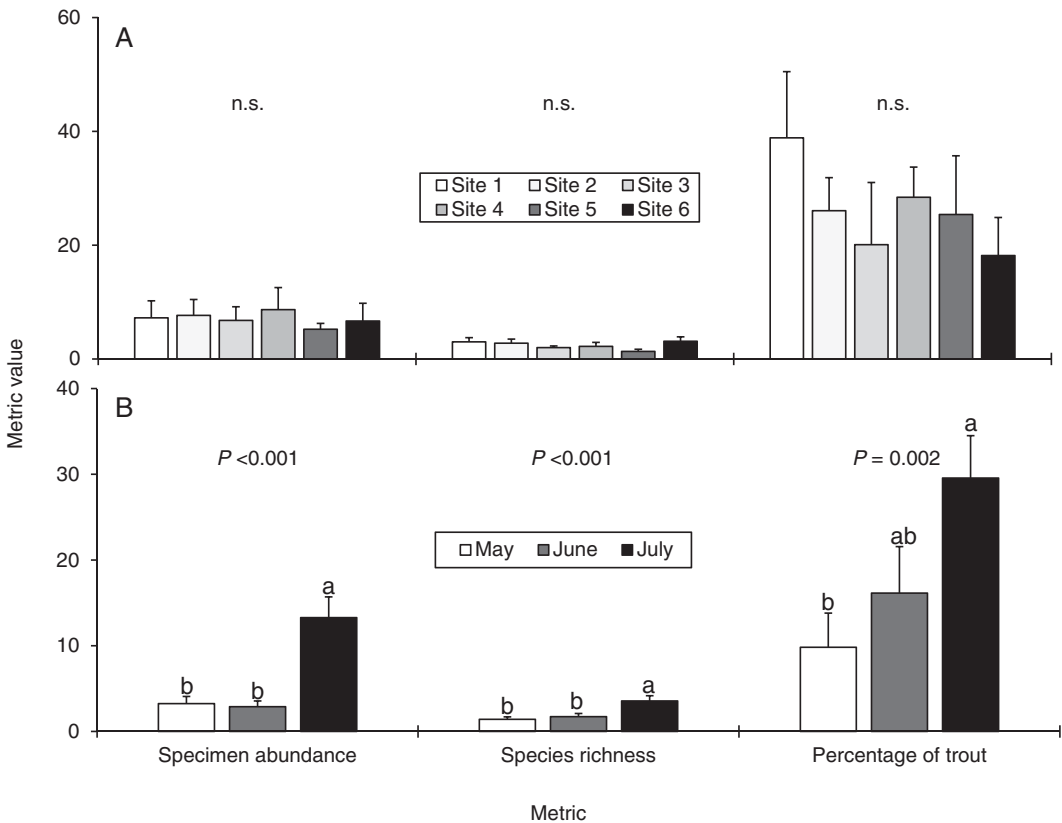 60
A
n.s.
n.s.
n.s.
40
Site 1 Site 2 Site 3
Site 4 Site 5 Site 6
20
0
Metric value
40
B
P <0.001
P <0.001
P = 0.002
a
30
May June July
ab
20
a
b
10
b
b
b
b
a
0
Specimen abundance
Species richness
Percentage of trout
Metric